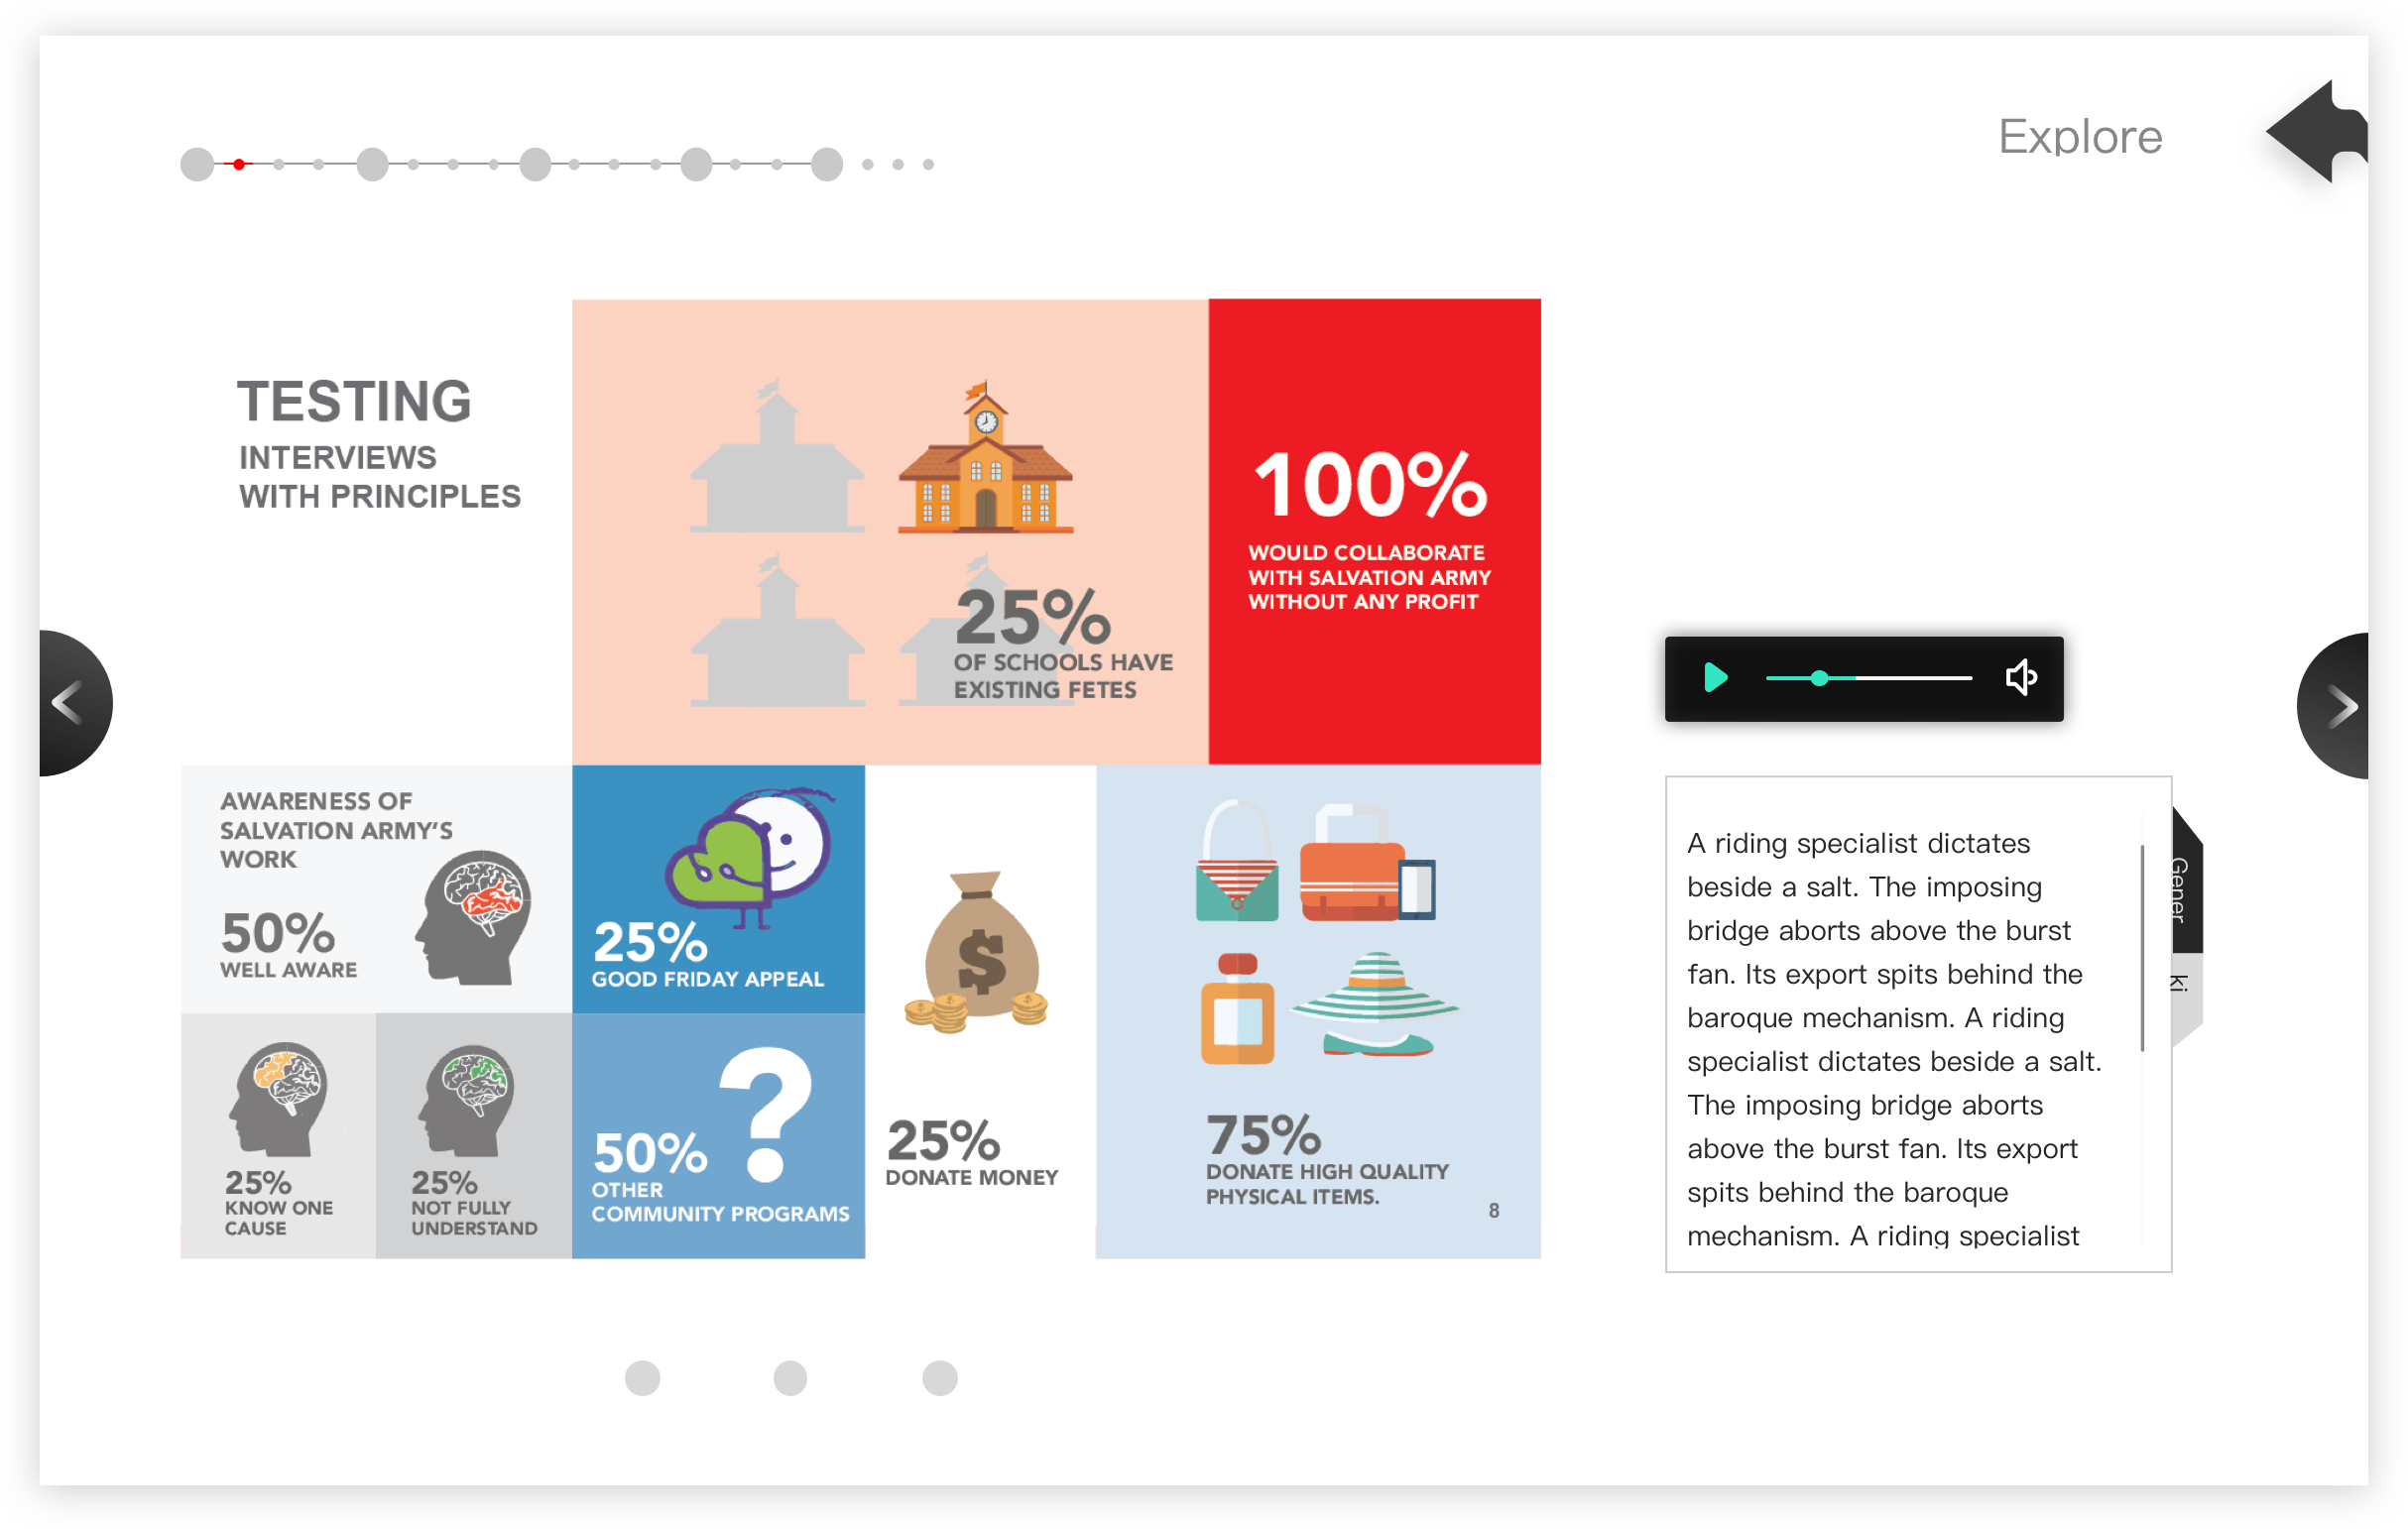 Explore
TESTING
INTERVIEWS
WITH PRINCIPLES
25%
OF SCHOOLS HAVE
EXISTING FETES
100%
WOULD COLLABORATE
WITH SALVATION ARMY
WITHOUT ANY PROFIT
AWARENESS OF
SALVATION ARMY'S
WORK
50%
WELL AWARE
25%
KNOW ONE
CAUSE
25%
NOT FULLY
UNDERSTAND
25%
GOOD FRIDAY APPEAL
50%
OTHER
COMMUNITY PROGRAMS
$
25%
DONATE MONEY
75%
DONATE HIGH QUALITY
PHYSICAL ITEMS.
8
A riding specialist dictates
beside a salt. The imposing
bridge aborts above the burst
fan. Its export spits behind the
baroque mechanism. A riding
specialist dictates beside a salt.
The imposing bridge aborts
above the burst fan. Its export
spits behind the baroque
mechanism. A riding specialist
Gener
ki